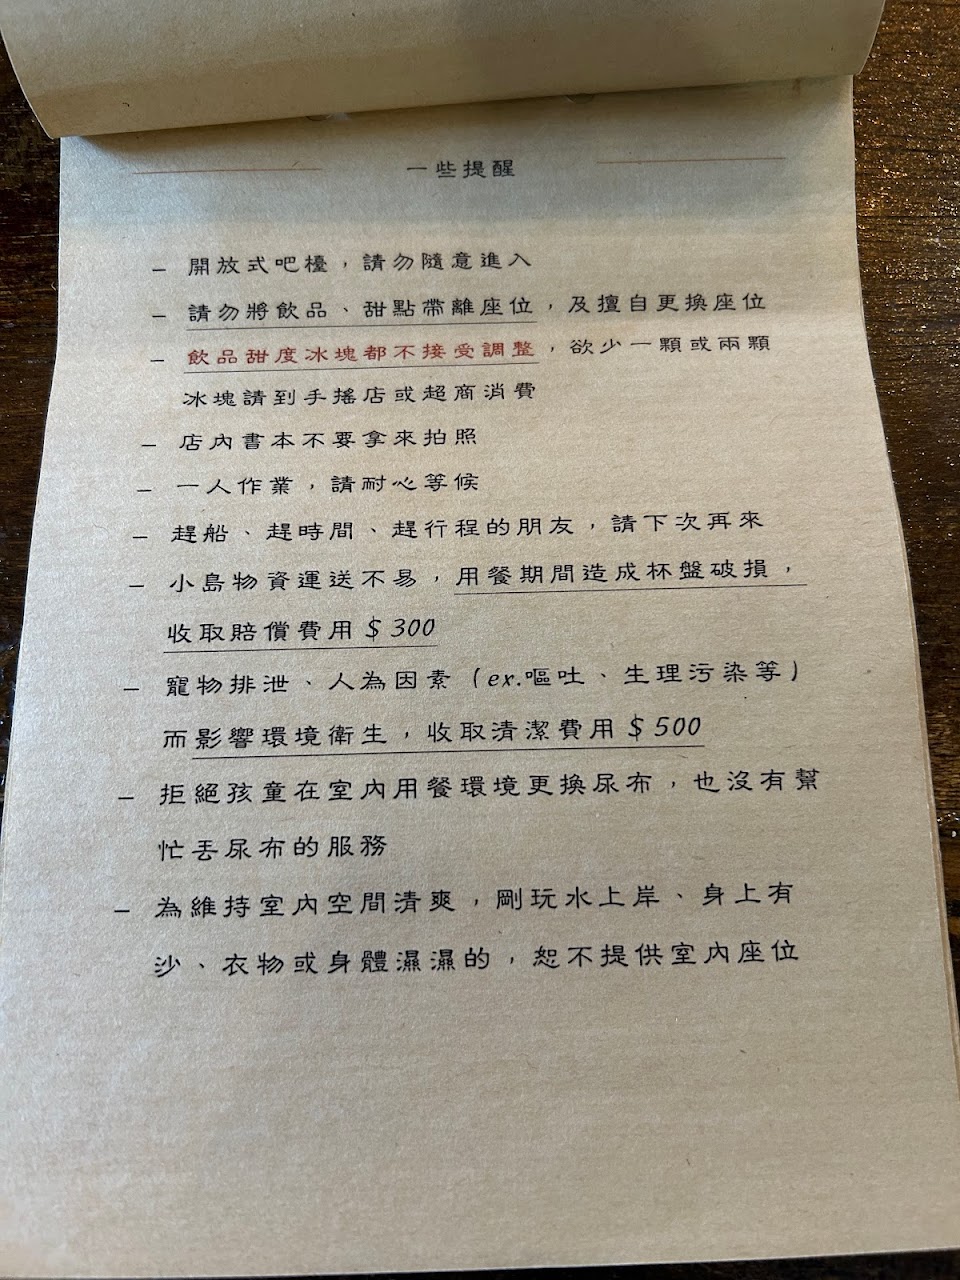 一些提醒
– 開放式吧檯，請勿隨意進入
– 請勿將飲品、甜點帶離座位，及擅自更換座位
– 飲品甜度冰塊都不接受調整，欲少一顆或兩顆
冰塊請到手搖店或超商消費
– 店內書本不要拿來拍照
– 一人作業，請耐心等候
– 趕船、趕時間、趕行程的朋友，請下次再來
– 小島物資運送不易，用餐期間造成杯盤破損，
收取賠償費用$300
– 寵物排泄、人為因素（ex.嘔吐、生理污染等）
而影響環境衛生，收取清潔費用$500
– 拒絕孩童在室內用餐環境更換尿布，也沒有幫
忙丟尿布的服務
– 為維持室內空間清爽，剛玩水上岸、身上有
沙、衣物或身體濕濕的，恕不提供室內座位